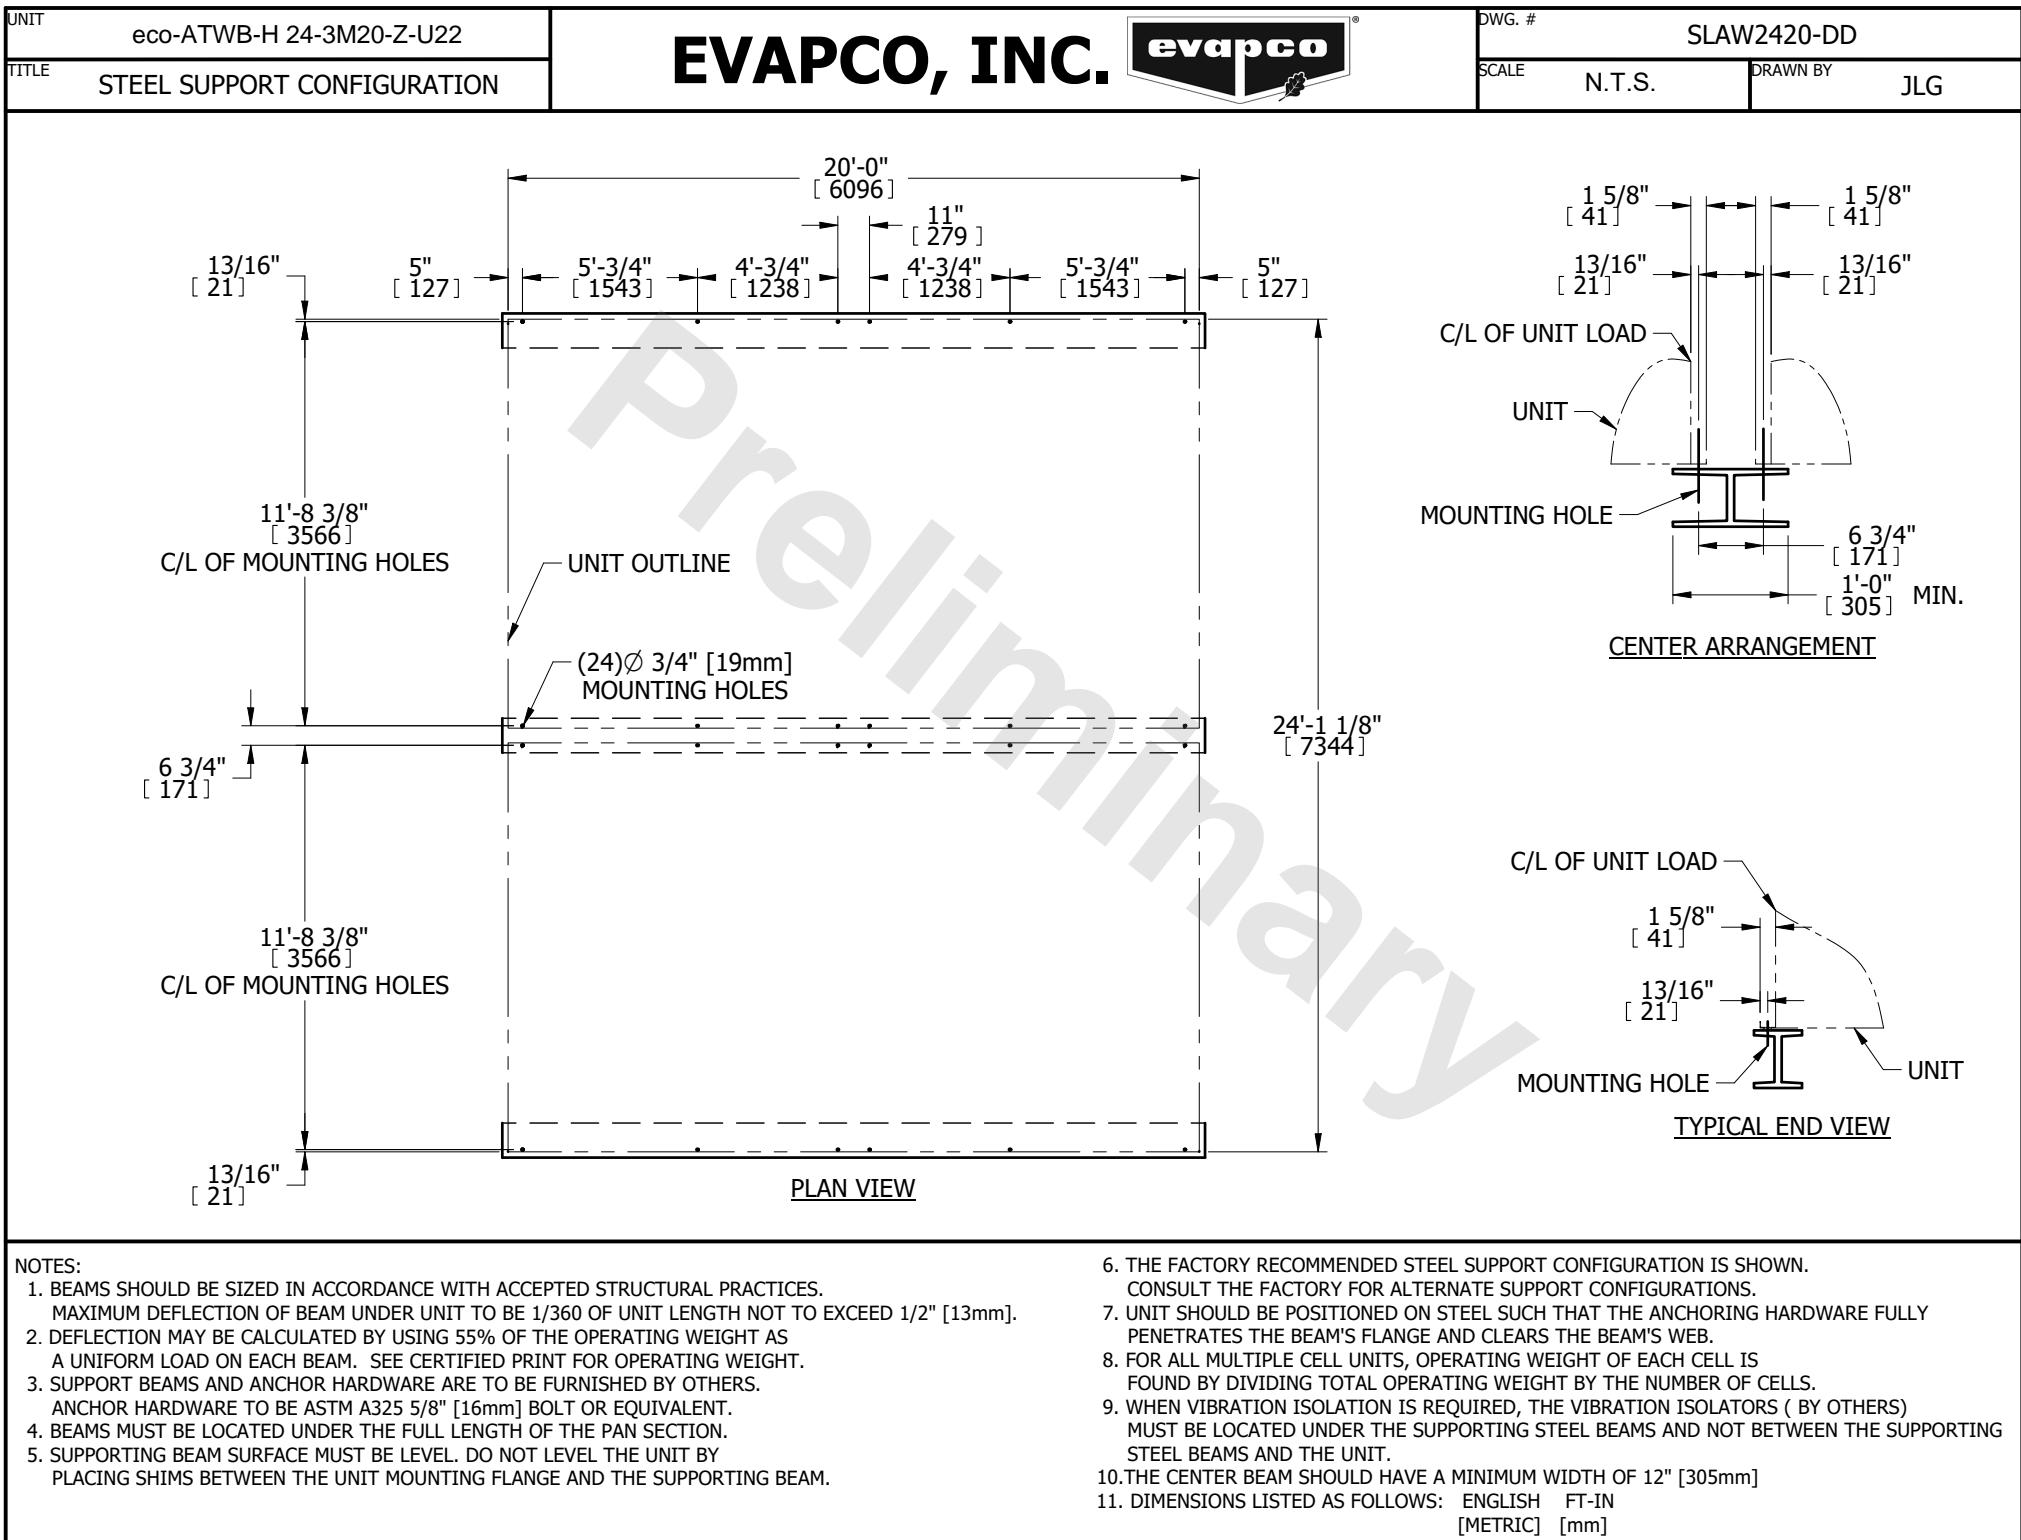 UNIT
eco-ATWB-H 24-3M20-Z-U22
TITLE
STEEL SUPPORT CONFIGURATION
EVAPCO, INC.
evapco
®
DWG. #
SLAW2420-DD
SCALE
N.T.S.
DRAWN BY
JLG
20'-0"
[ 6096 ]
11"
[ 279 ]
13/16"
[ 21 ]
5"
[ 127 ]
5'-3/4"
[ 1543 ]
4'-3/4"
[ 1238 ]
4'-3/4"
[ 1238 ]
5'-3/4"
[ 1543 ]
5"
[ 127 ]
11'-8 3/8"
[ 3566 ]
C/L OF MOUNTING HOLES
UNIT OUTLINE
(24)Ø 3/4" [19mm]
MOUNTING HOLES
6 3/4"
[ 171 ]
24'-1 1/8"
[ 7344 ]
11'-8 3/8"
[ 3566 ]
C/L OF MOUNTING HOLES
13/16"
[ 21 ]
PLAN VIEW
Preliminary
1 5/8"
[ 41 ]
1 5/8"
[ 41 ]
13/16"
[ 21 ]
13/16"
[ 21 ]
C/L OF UNIT LOAD
UNIT
MOUNTING HOLE
6 3/4"
[ 171 ]
1'-0"
[ 305 ]
MIN.
CENTER ARRANGEMENT
C/L OF UNIT LOAD
1 5/8"
[ 41 ]
13/16"
[ 21 ]
MOUNTING HOLE
UNIT
TYPICAL END VIEW
NOTES:
1. BEAMS SHOULD BE SIZED IN ACCORDANCE WITH ACCEPTED STRUCTURAL PRACTICES.
MAXIMUM DEFLECTION OF BEAM UNDER UNIT TO BE 1/360 OF UNIT LENGTH NOT TO EXCEED 1/2" [13mm].
2. DEFLECTION MAY BE CALCULATED BY USING 55% OF THE OPERATING WEIGHT AS
A UNIFORM LOAD ON EACH BEAM. SEE CERTIFIED PRINT FOR OPERATING WEIGHT.
3. SUPPORT BEAMS AND ANCHOR HARDWARE ARE TO BE FURNISHED BY OTHERS.
ANCHOR HARDWARE TO BE ASTM A325 5/8" [16mm] BOLT OR EQUIVALENT.
4. BEAMS MUST BE LOCATED UNDER THE FULL LENGTH OF THE PAN SECTION.
5. SUPPORTING BEAM SURFACE MUST BE LEVEL. DO NOT LEVEL THE UNIT BY
PLACING SHIMS BETWEEN THE UNIT MOUNTING FLANGE AND THE SUPPORTING BEAM.
6. THE FACTORY RECOMMENDED STEEL SUPPORT CONFIGURATION IS SHOWN.
CONSULT THE FACTORY FOR ALTERNATE SUPPORT CONFIGURATIONS.
7. UNIT SHOULD BE POSITIONED ON STEEL SUCH THAT THE ANCHORING HARDWARE FULLY
PENETRATES THE BEAM'S FLANGE AND CLEARS THE BEAM'S WEB.
8. FOR ALL MULTIPLE CELL UNITS, OPERATING WEIGHT OF EACH CELL IS
FOUND BY DIVIDING TOTAL OPERATING WEIGHT BY THE NUMBER OF CELLS.
9. WHEN VIBRATION ISOLATION IS REQUIRED, THE VIBRATION ISOLATORS ( BY OTHERS)
MUST BE LOCATED UNDER THE SUPPORTING STEEL BEAMS AND NOT BETWEEN THE SUPPORTING
STEEL BEAMS AND THE UNIT.
10.THE CENTER BEAM SHOULD HAVE A MINIMUM WIDTH OF 12" [305mm]
11. DIMENSIONS LISTED AS FOLLOWS: ENGLISH FT-IN
[METRIC] [mm]